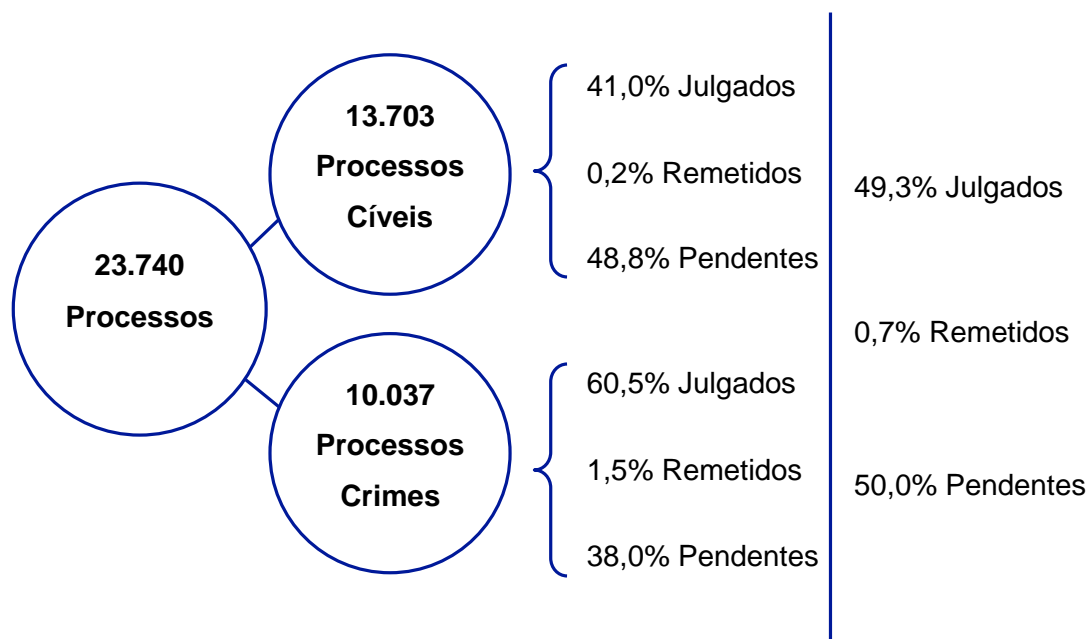 23.740
Processos
13.703
Processos
Cíveis
41,0% Julgados
0,2% Remetidos
48,8% Pendentes
10.037
Processos
Crimes
60,5% Julgados
1,5% Remetidos
38,0% Pendentes
49,3% Julgados
0,7% Remetidos
50,0% Pendentes